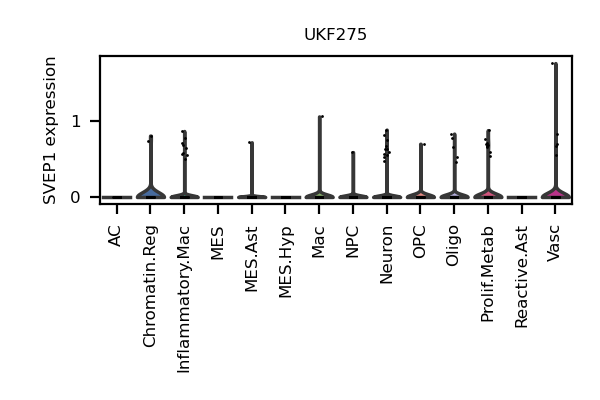 UKF275
SVEP1 expression
1
0
AC
Chromatin.Reg
Inflammatory.Mac
MES
MES.Ast
MES.Hyp
Mac
NPC
Neuron
OPC
Oligo
Prolif.Metab
Reactive.Ast
Vasc